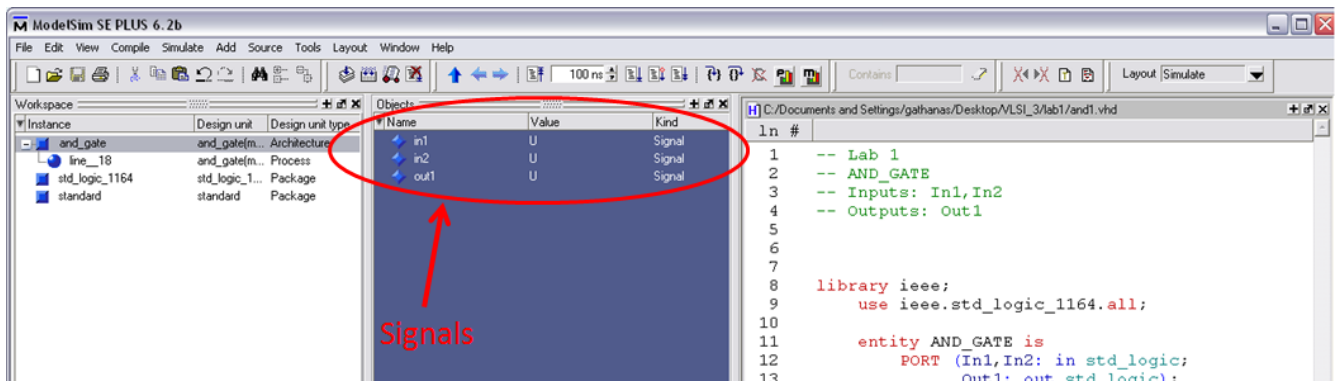 ModelSim SE PLUS 6.2b
File Edit View Compile Simulate Add Source Tools Layout Window Help
100 ns
Contains
Layout Simulate
Workspace
Instance Design unit Design unit type
and_gate and_gate(m... Architecture
line__18 and_gate(m... Process
std_logic_1164 std_logic_1... Package
standard standard Package
Objects
Name Value Kind
in1 U Signal
in2 U Signal
out1 U Signal
Signals
C:/Documents and Settings/gathanas/Desktop/VLSI_3/lab1/and1.vhd
ln #
1 -- Lab 1
2 -- AND_GATE
3 -- Inputs: In1,In2
4 -- Outputs: Out1
5
6
7
8 library ieee;
9 use ieee.std_logic_1164.all;
10
11 entity AND_GATE is
12 PORT (In1,In2: in std_logic;
13 Out1: out std_logic);